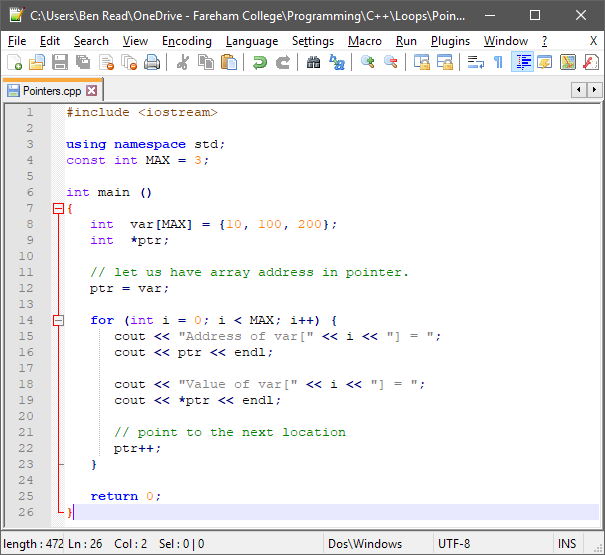 C:\Users\Ben Read\OneDrive - Fareham College\Programming\C++\Loops\Poin...
File Edit Search View Encoding Language Settings Macro Run Plugins Window ? X
Pointers.cpp
1 #include <iostream>
2
3 using namespace std;
4 const int MAX = 3;
5
6 int main ()
7 {
8 int  var[MAX] = {10, 100, 200};
9 int  *ptr;
10
11 // let us have array address in pointer.
12 ptr = var;
13
14 for (int i = 0; i < MAX; i++) {
15 cout << "Address of var[" << i << "] = ";
16 cout << ptr << endl;
17
18 cout << "Value of var[" << i << "] = ";
19 cout << *ptr << endl;
20
21 // point to the next location
22 ptr++;
23 }
24
25 return 0;
26 }
length : 472 Ln : 26 Col : 2 Sel : 0 | 0 Dos\Windows UTF-8 INS